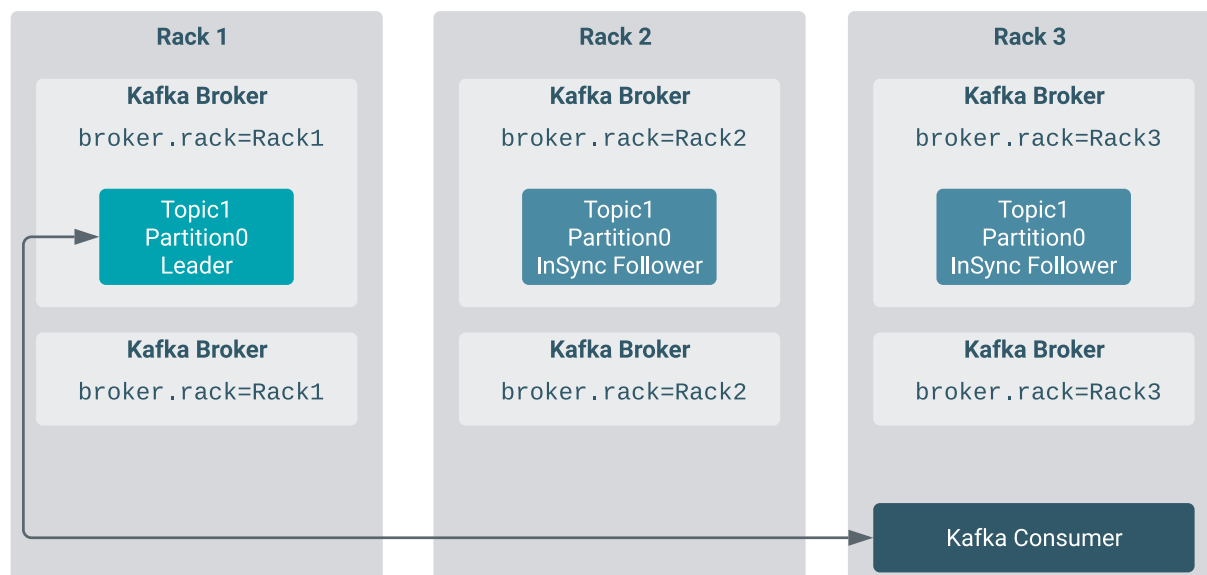 Rack 1
Kafka Broker
broker.rack=Rack1
Topic1
Partition0
Leader
Kafka Broker
broker.rack=Rack1
Rack 2
Kafka Broker
broker.rack=Rack2
Topic1
Partition0
InSync Follower
Kafka Broker
broker.rack=Rack2
Rack 3
Kafka Broker
broker.rack=Rack3
Topic1
Partition0
InSync Follower
Kafka Broker
broker.rack=Rack3
Kafka Consumer